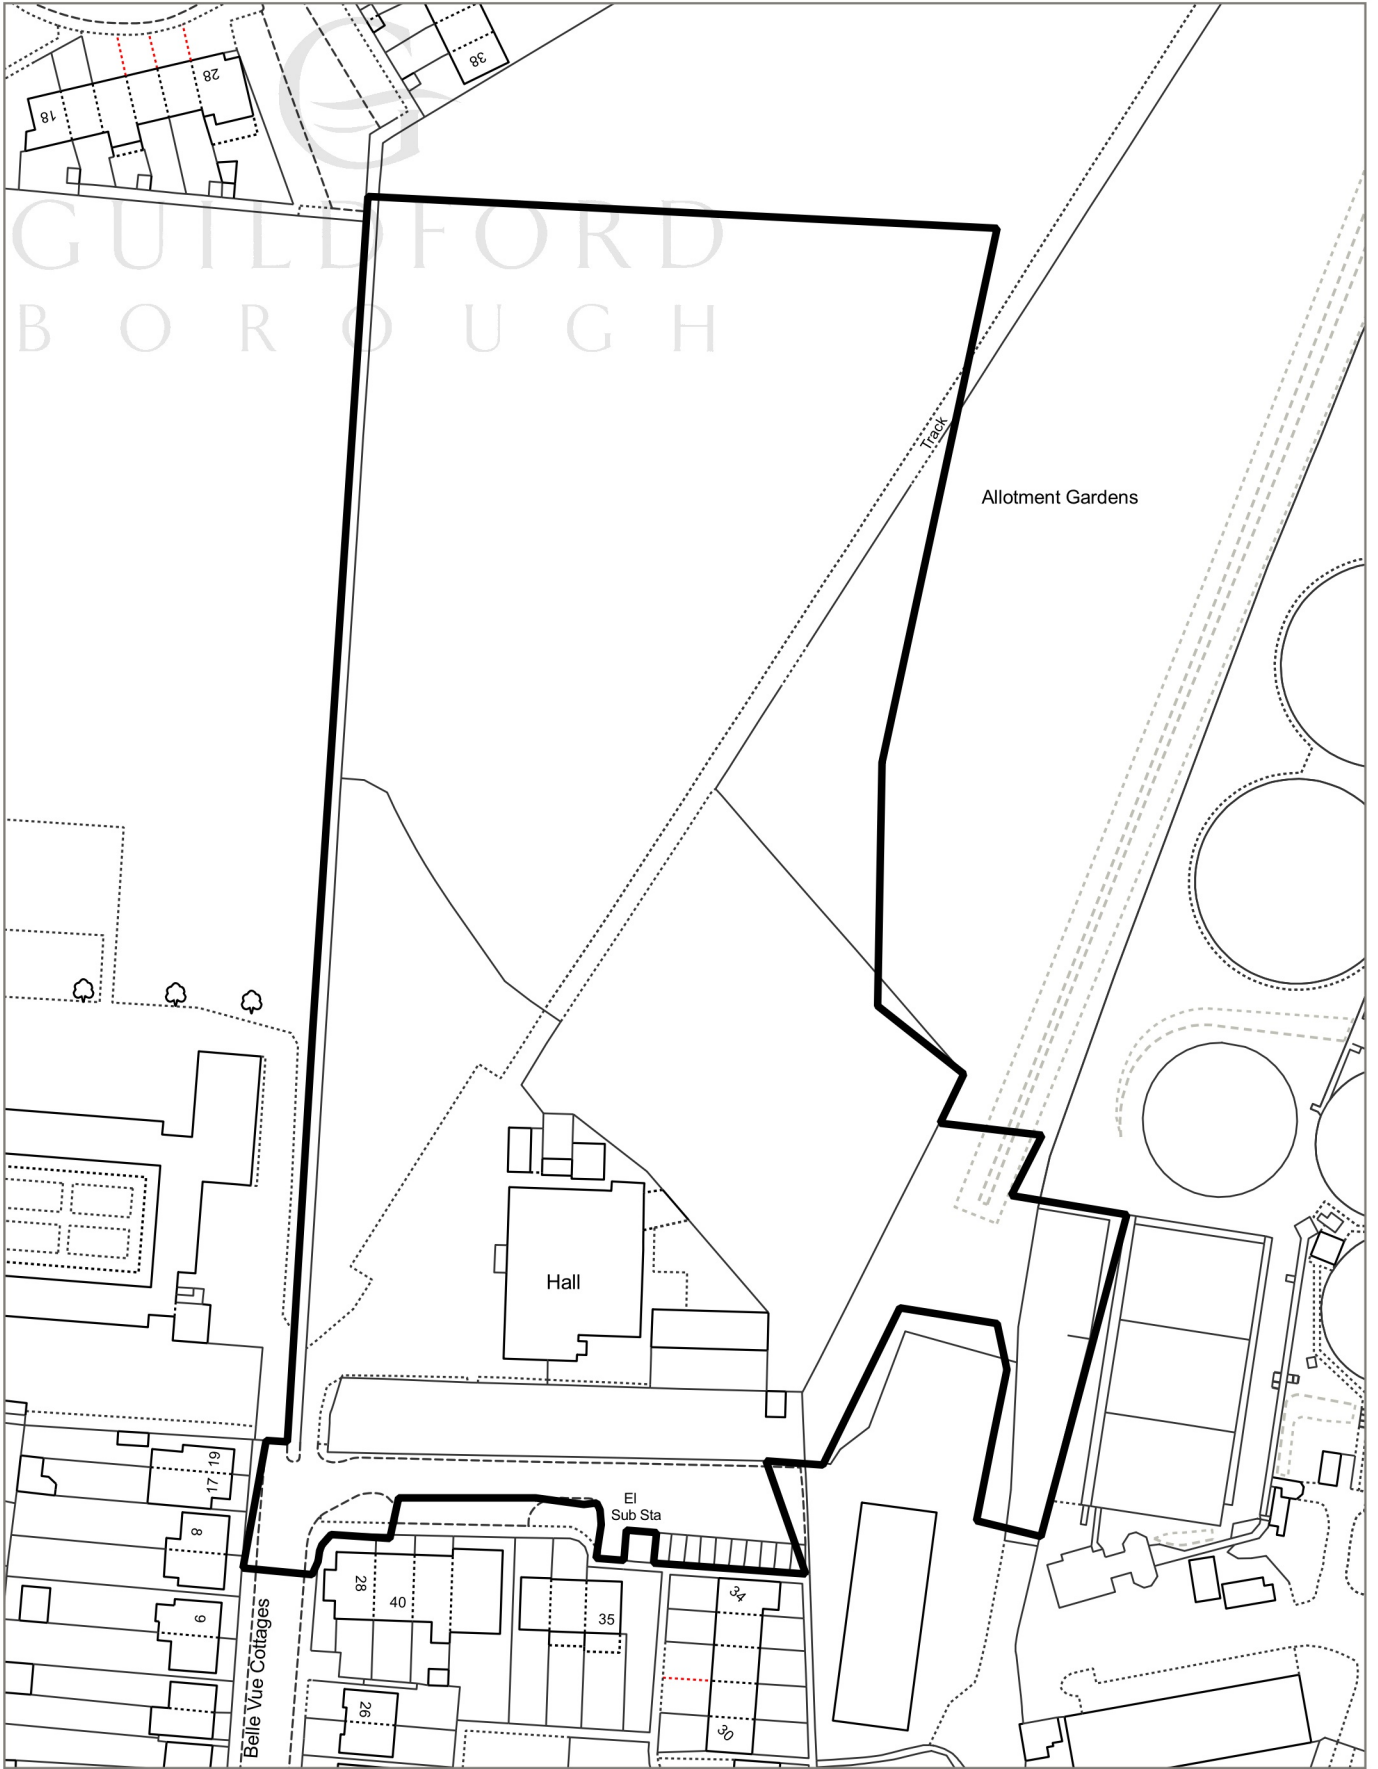 38
28
18
GUILDFORD
BOROUGH
Track
Allotment Gardens
Hall
19
17
El
Sub Sta
8
28
40
34
35
6
Belle Vue Cottages
26
30